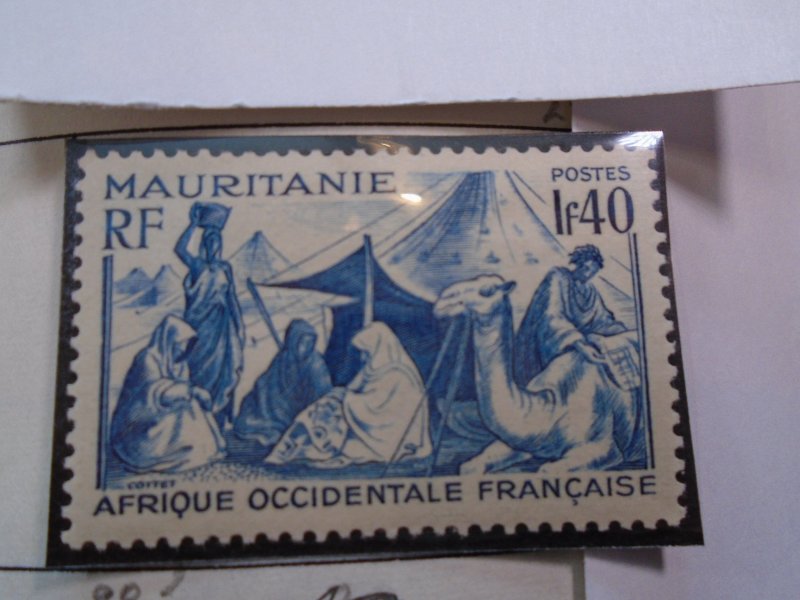 MAURITANIE
POSTES
RF
1f40
COTTET
AFRIQUE OCCIDENTALE FRANÇAISE